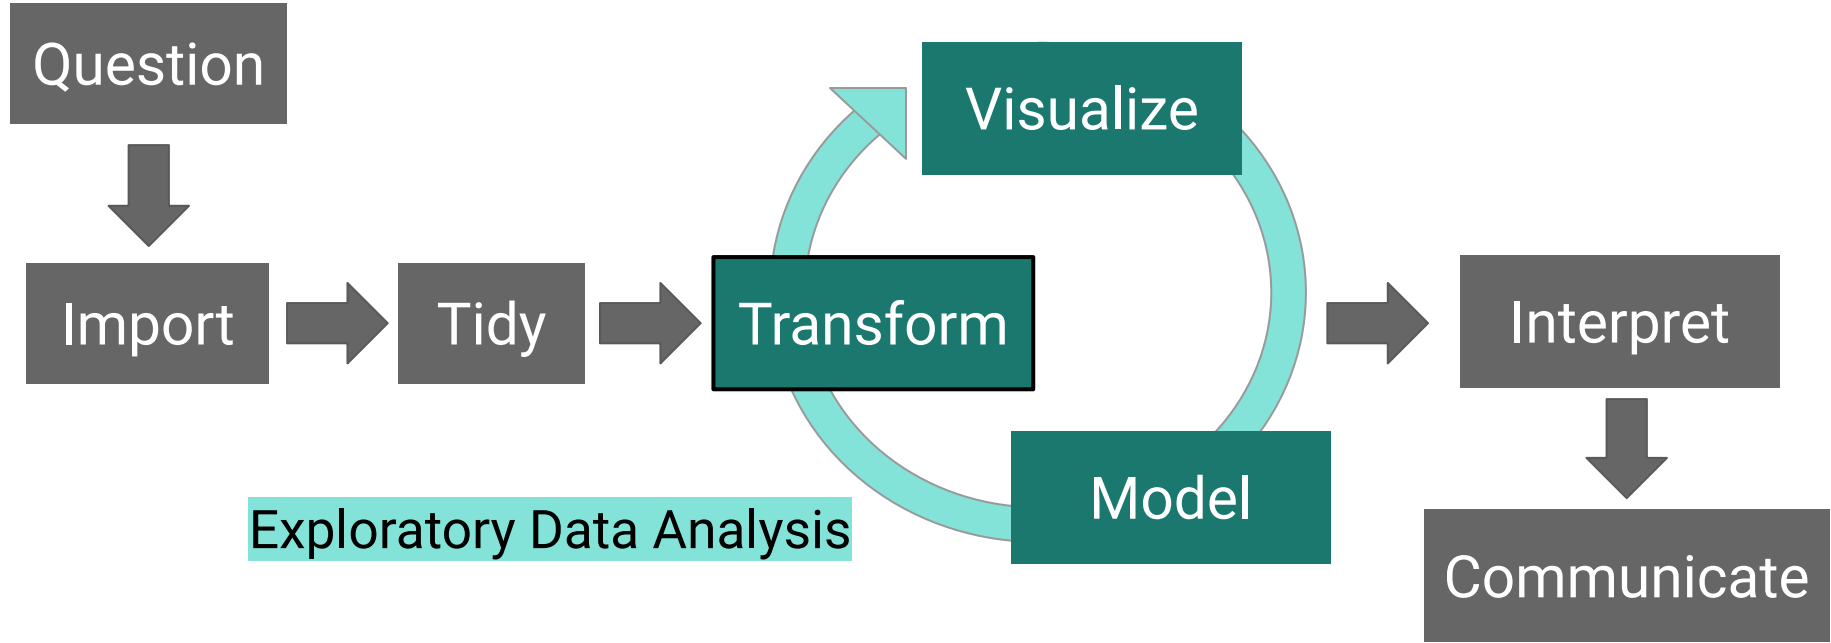 Question
Import
Tidy
Transform
Visualize
Model
Exploratory Data Analysis
Interpret
Communicate